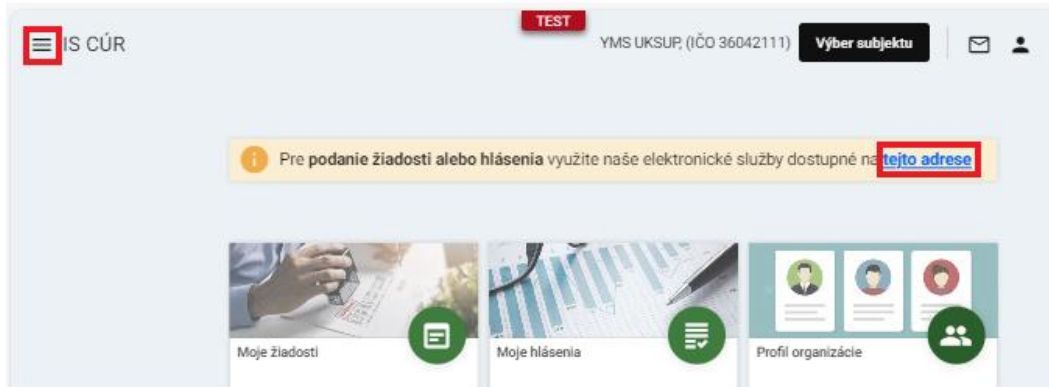 TEST
IS CÚR
YMS UKSUP, (IČO 36042111) Výber subjektu
Pre podanie žiadosti alebo hlásenia využite naše elektronické služby dostupné na tejto adrese
Moje žiadosti
Moje hlásenia
Profil organizácie